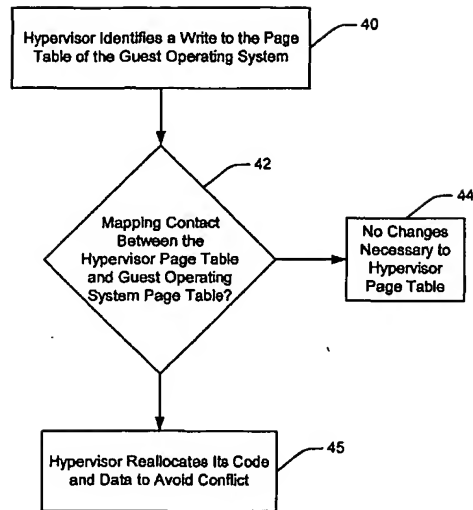 Hypervisor Identifies a Write to the Page
Table of the Guest Operating System
40
42
Mapping Contact
Between the
Hypervisor Page Table
and Guest Operating
System Page Table?
44
No Changes
Necessary to
Hypervisor
Page Table
45
Hypervisor Reallocates Its Code
and Data to Avoid Conflict